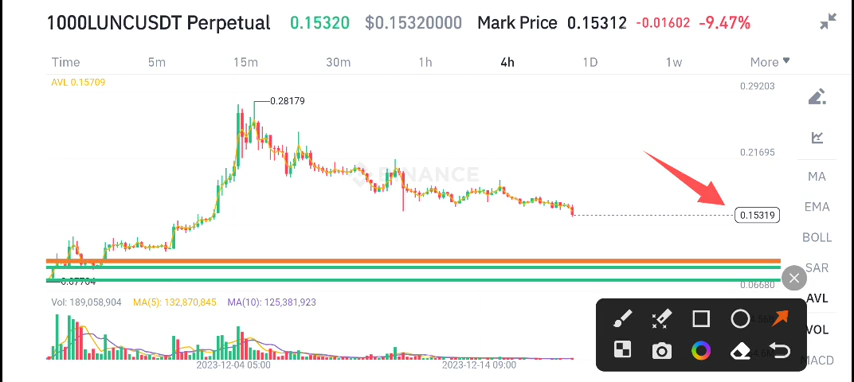 1000LUNCUSDT Perpetual 0.15320 $0.15320000 Mark Price 0.15312 -0.01602 -9.47%
Time 5m 15m 30m 1h 4h 1D 1w More
AVL 0.15709
0.29203
0.28179
0.21695
BINANCE
MA
EMA
0.15319
BOLL
SAR
0.07704
0.06680
AVL
Vol: 189,058,904 MA(5): 132,870,845 MA(10): 125,381,923
VOL
MACD
2023-12-04 05:00 2023-12-14 09:00